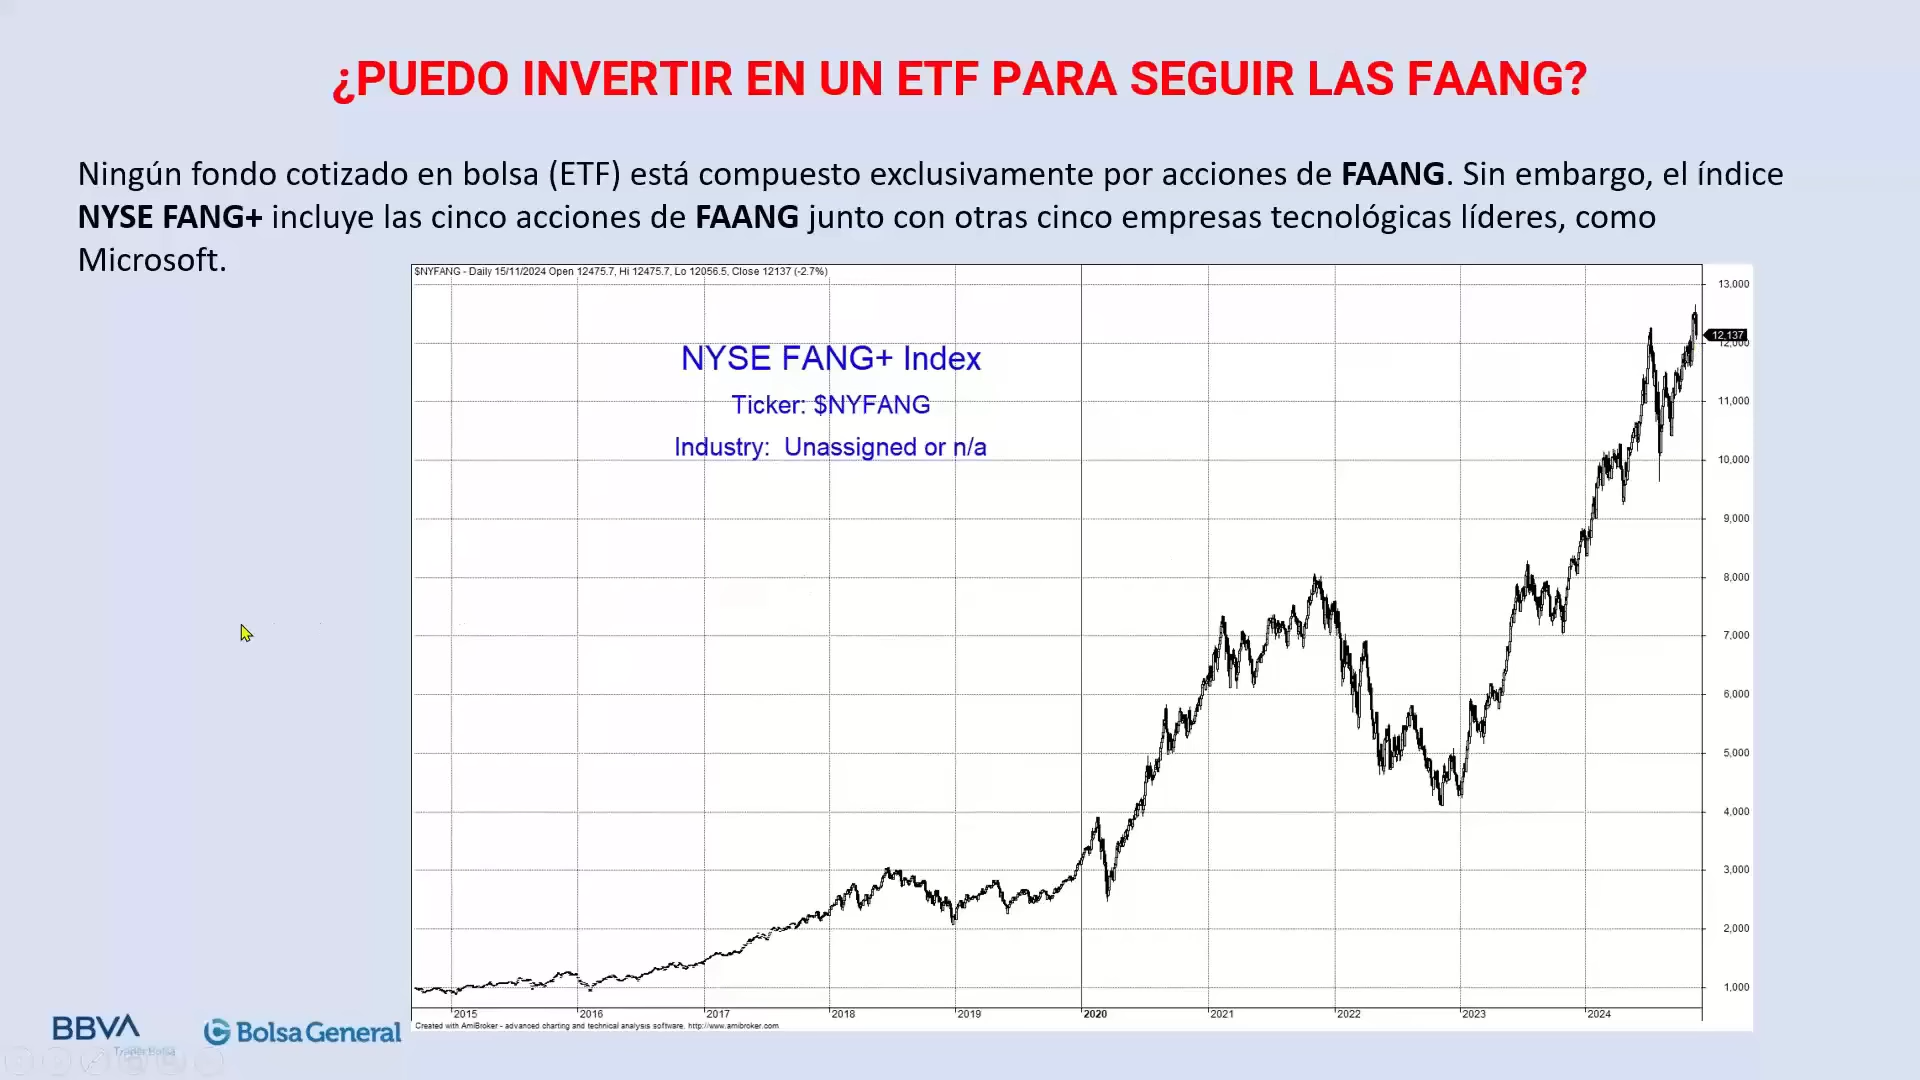 ¿PUEDO INVERTIR EN UN ETF PARA SEGUIR LAS FAANG?
Ningún fondo cotizado en bolsa (ETF) está compuesto exclusivamente por acciones de FAANG. Sin embargo, el índice
NYSE FANG+ incluye las cinco acciones de FAANG junto con otras cinco empresas tecnológicas líderes, como
Microsoft.
$NYFANG - Daily 15/11/2024 Open 12475.7, Hi 12475.7, Lo 12056.5, Close 12137 (-2.7%)
NYSE FANG+ Index
Ticker: $NYFANG
Industry: Unassigned or n/a
13,000
12,137
12,000
11,000
10,000
9,000
8,000
7,000
6,000
5,000
4,000
3,000
2,000
1,000
2015 2016 2017 2018 2019 2020 2021 2022 2023 2024
Created with AmiBroker - advanced charting and technical analysis software. http://www.amibroker.com
BBVA
Trader Bolsa
Bolsa General